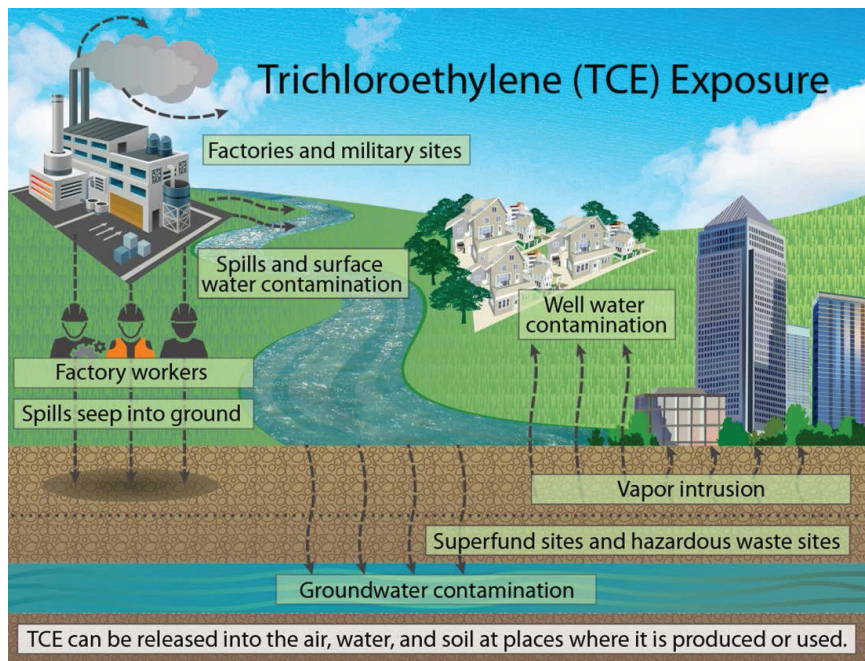 Trichloroethylene (TCE) Exposure
Factories and military sites
Spills and surface
water contamination
Well water
contamination
Factory workers
Spills seep into ground
Vapor intrusion
Superfund sites and hazardous waste sites
Groundwater contamination
TCE can be released into the air, water, and soil at places where it is produced or used.